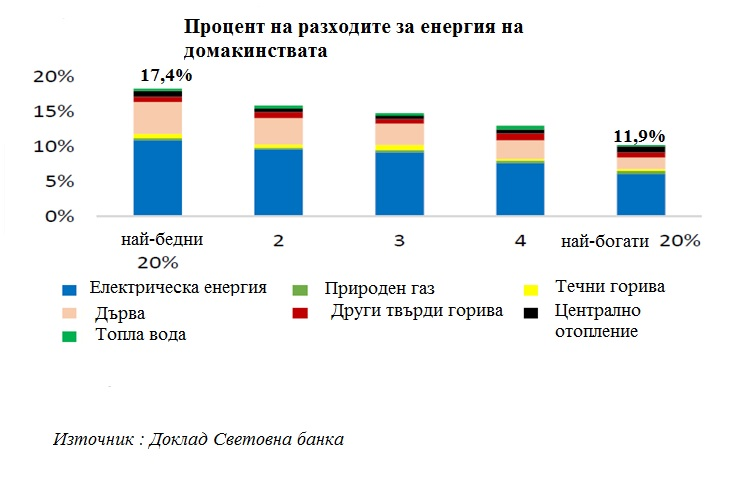 Процент на разходите за енергия на
домакинствата
20%
17,4%
15%
11,9%
10%
5%
0%
най-бедни 2 3 4 най-богати 20%
20%
Електрическа енергия Природен газ Течни горива
Дърва Други твърди горива Централно
отопление
Топла вода
Източник : Доклад Световна банка